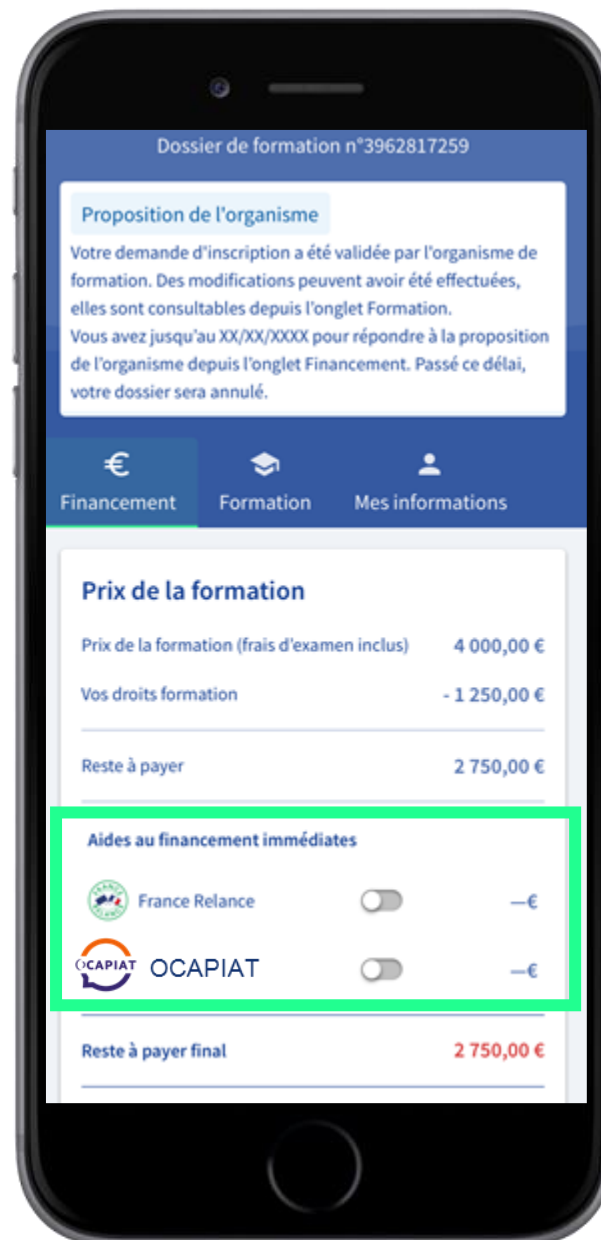 Dossier de formation n°3962817259
Proposition de l'organisme
Votre demande d'inscription a été validée par l'organisme de
formation. Des modifications peuvent avoir été effectuées,
elles sont consultables depuis l'onglet Formation.
Vous avez jusqu'au XX/XX/XXXX pour répondre à la proposition
de l'organisme depuis l'onglet Financement. Passé ce délai,
votre dossier sera annulé.
€
Financement Formation Mes informations
Prix de la formation
Prix de la formation (frais d'examen inclus) 4 000,00 €
Vos droits formation - 1 250,00 €
Reste à payer 2 750,00 €
Aides au financement immédiates
FRANCE RELANCE France Relance —€
OCAPIAT OCAPIAT —€
Reste à payer final 2 750,00 €